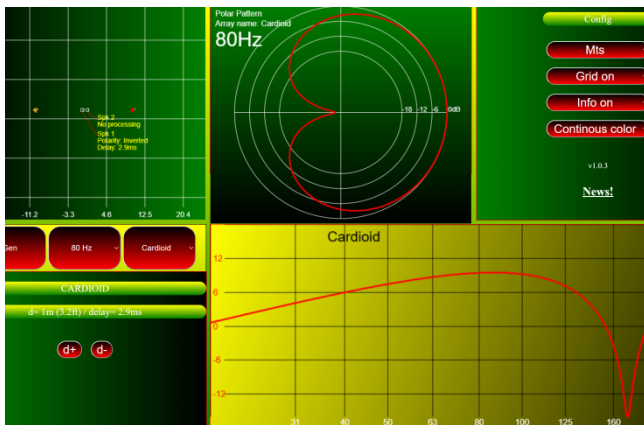 Polar Pattern
Array name: Cardioid
80Hz
-18
-12
-6
0dB
Spk 2
No processing
Spk 1
Polarity: Inverted
Delay: 2.9ms
-11.2
-3.3
4.6
12.5
20.4
Config
Mts
Grid on
Info on
Continous color
v1.0.3
News!
Gen
80 Hz
Cardioid
CARDIOID
d= 1m (3.2ft) / delay= 2.9ms
d+
d-
Cardioid
12
6
0
-6
-12
31
40
50
63
80
100
125
160